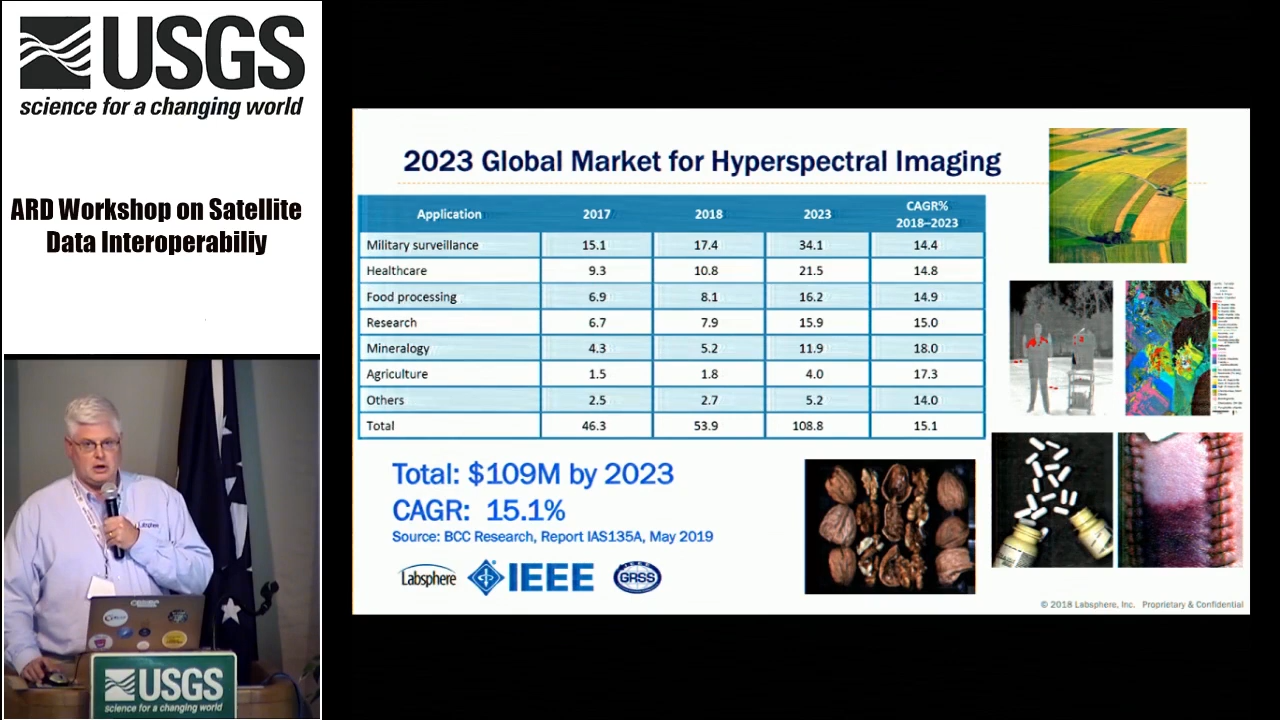 USGS
science for a changing world
ARD Workshop on Satellite
Data Interoperabiliy
2023 Global Market for Hyperspectral Imaging
Application 2017 2018 2023 CAGR% 2018–2023
Military surveillance 15.1 17.4 34.1 14.4
Healthcare 9.3 10.8 21.5 14.8
Food processing 6.9 8.1 16.2 14.9
Research 6.7 7.9 15.9 15.0
Mineralogy 4.3 5.2 11.9 18.0
Agriculture 1.5 1.8 4.0 17.3
Others 2.5 2.7 5.2 14.0
Total 46.3 53.9 108.8 15.1
Total: $109M by 2023
CAGR: 15.1%
Source: BCC Research, Report IAS135A, May 2019
Labsphere IEEE GRSS
© 2018 Labsphere, Inc. Proprietary & Confidential
USGS
science for a changing world